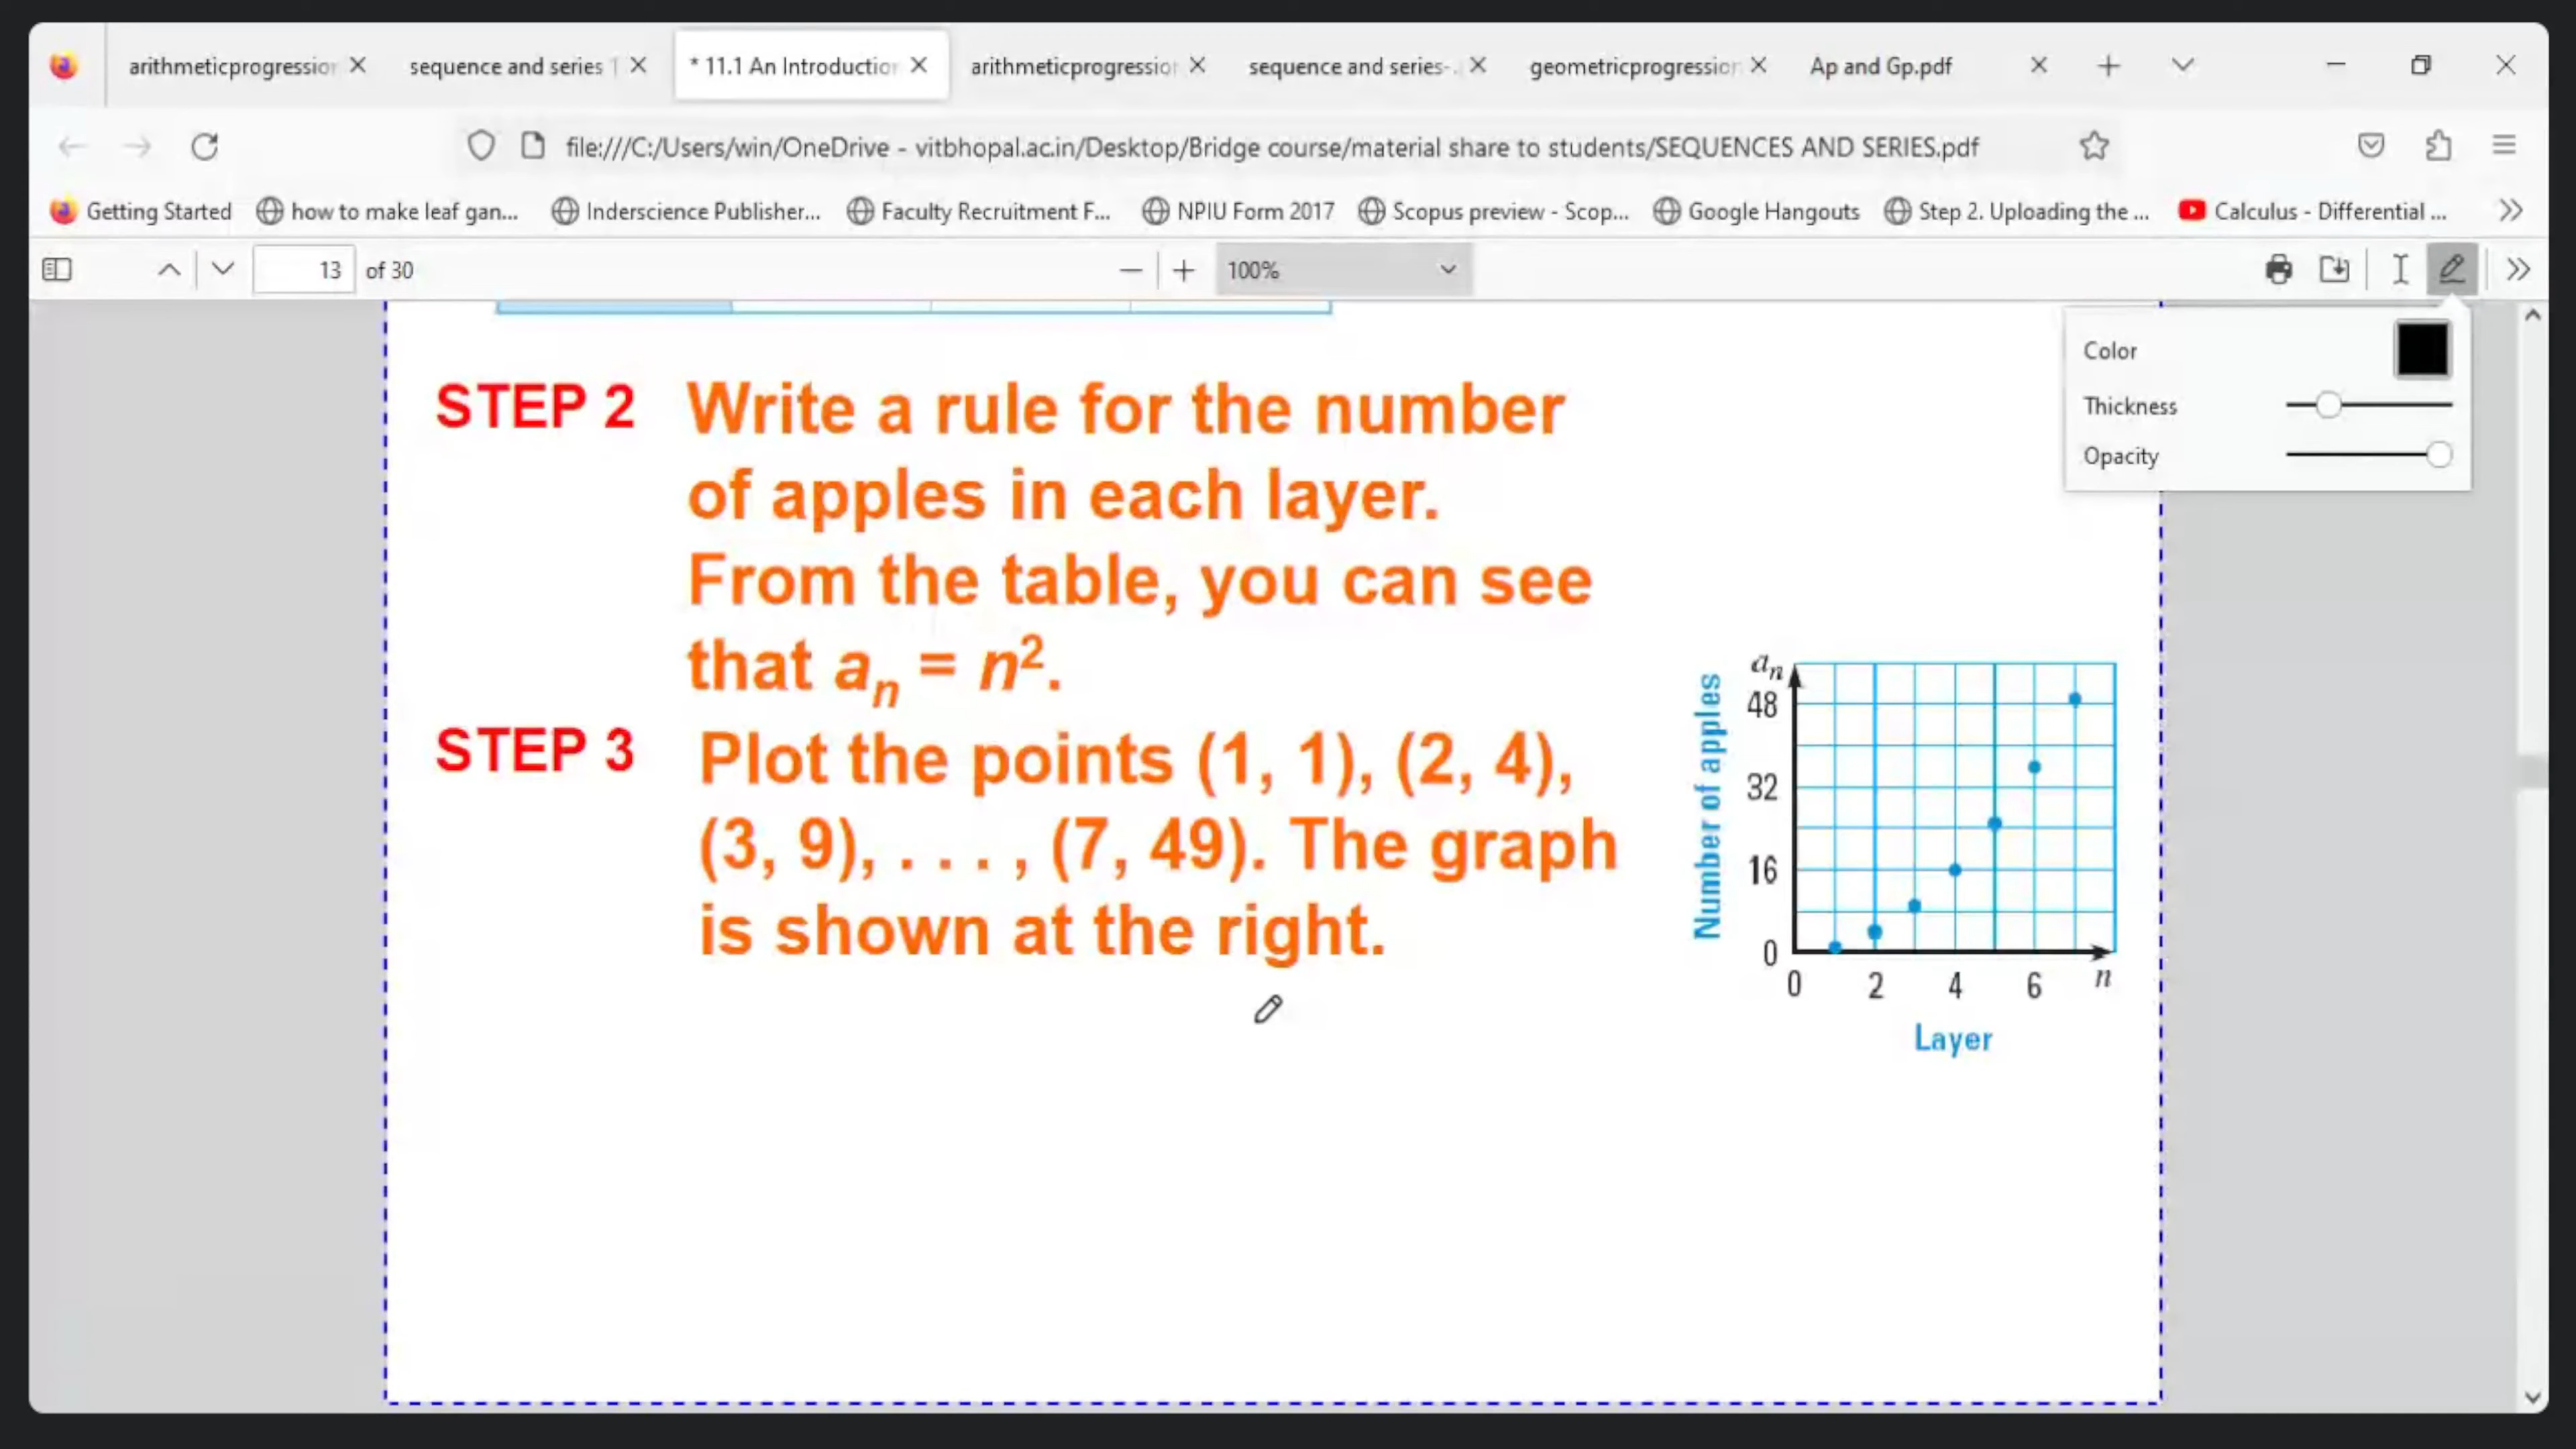 arithmeticprogression
sequence and series 1
* 11.1 An Introduction
arithmeticprogression
sequence and series-.
geometricprogression
Ap and Gp.pdf
file:///C:/Users/win/OneDrive - vitbhopal.ac.in/Desktop/Bridge course/material share to students/SEQUENCES AND SERIES.pdf
Getting Started
how to make leaf gan...
Inderscience Publisher...
Faculty Recruitment F...
NPIU Form 2017
Scopus preview - Scop...
Google Hangouts
Step 2. Uploading the ...
Calculus - Differential ...
13 of 30
100%
Color
Thickness
Opacity
STEP 2 Write a rule for the number
of apples in each layer.
From the table, you can see
that aₙ = n².
STEP 3 Plot the points (1, 1), (2, 4),
(3, 9), . . . , (7, 49). The graph
is shown at the right.
Number of apples
aₙ
48
32
16
0
0 2 4 6 n
Layer